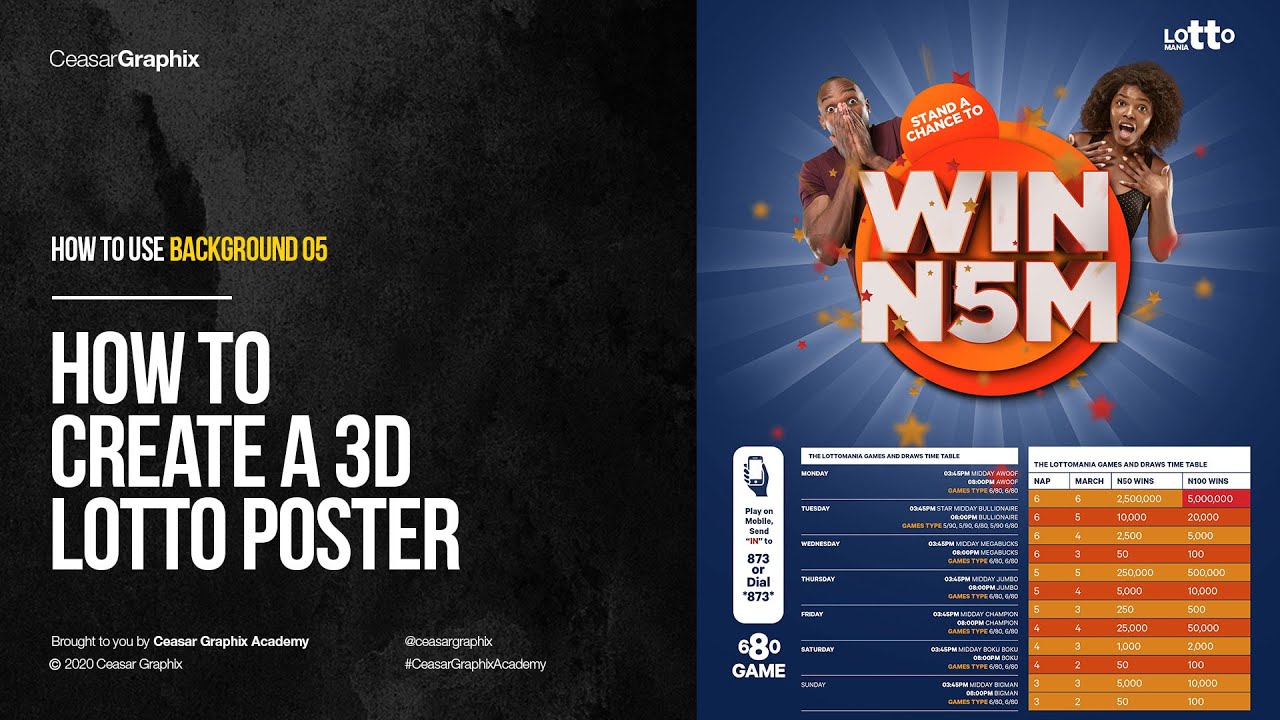 CeasarGraphix
HOW TO USE BACKGROUND 05
HOW TO
CREATE A 3D
LOTTO POSTER
Brought to you by Ceasar Graphix Academy
@ceasargraphix
© 2020 Ceasar Graphix
#CeasarGraphixAcademy
LOttO
MANIA
STAND A
CHANCE TO
WIN
N5M
Play on
Mobile,
Send
“IN” to
873
or
Dial
*873*
680
GAME
THE LOTTOMANIA GAMES AND DRAWS TIME TABLE
MONDAY 03:45PM MIDDAY AWOOF
08:00PM AWOOF
GAMES TYPE 6/80, 6/80
TUESDAY 03:45PM STAR MIDDAY BULLIONAIRE
08:00PM BULLIONAIRE
GAMES TYPE 5/90, 5/90, 6/80, 5/90 6/80
WEDNESDAY 03:45PM MIDDAY MEGABUCKS
08:00PM MEGABUCKS
GAMES TYPE 6/80, 6/80
THURSDAY 03:45PM MIDDAY JUMBO
08:00PM JUMBO
GAMES TYPE 6/80, 6/80
FRIDAY 03:45PM MIDDAY CHAMPION
08:00PM CHAMPION
GAMES TYPE 6/80, 6/80
SATURDAY 03:45PM MIDDAY BOKU BOKU
08:00PM BOKU
GAMES TYPE 6/80, 6/80
SUNDAY 03:45PM MIDDAY BIGMAN
08:00PM BIGMAN
GAMES TYPE 6/80, 6/80
THE LOTTOMANIA GAMES AND DRAWS TIME TABLE
NAP MARCH N50 WINS N100 WINS
6 6 2,500,000 5,000,000
6 5 10,000 20,000
6 4 2,500 5,000
6 3 50 100
5 5 250,000 500,000
5 4 5,000 10,000
5 3 250 500
4 4 25,000 50,000
4 3 1,000 2,000
4 2 50 100
3 3 5,000 10,000
3 2 50 100